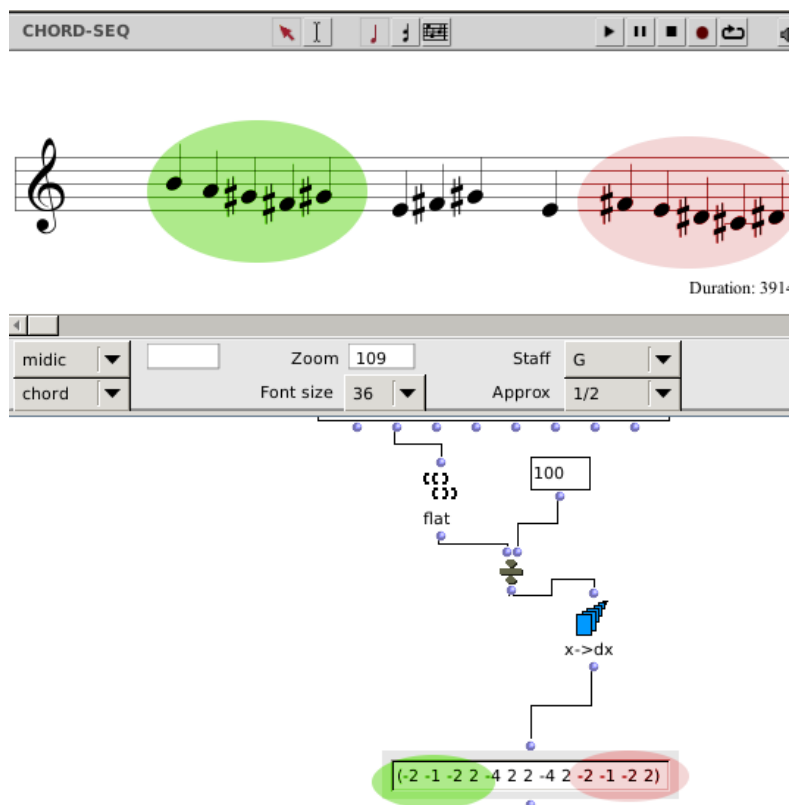 CHORD-SEQ
Duration: 3914
midic Zoom 109 Staff G
chord Font size 36 Approx 1/2
100
flat
x->dx
(-2 -1 -2 2 -4 2 2 -4 2 -2 -1 -2 2)